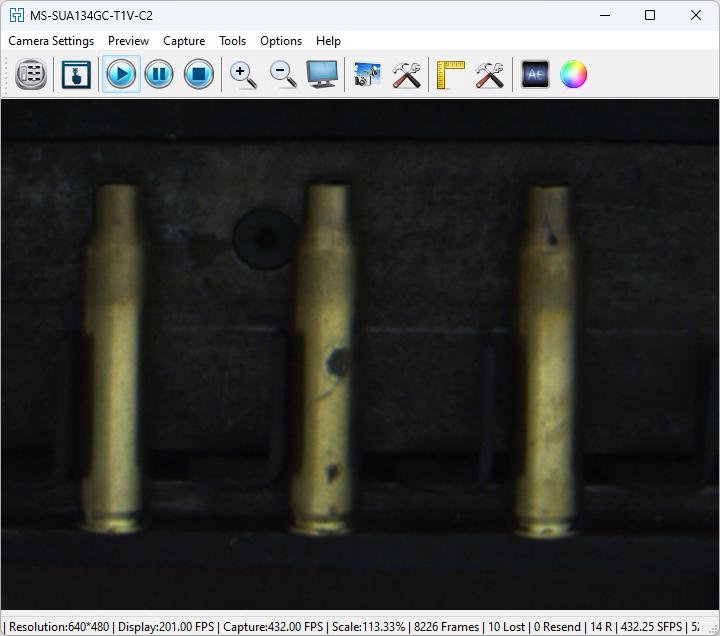 MS-SUA134GC-T1V-C2
Camera Settings Preview Capture Tools Options Help
AE
| Resolution:640*480 | Display:201.00 FPS | Capture:432.00 FPS | Scale:113.33% | 8226 Frames | 10 Lost | 0 Resend | 14 R | 432.25 SFPS |